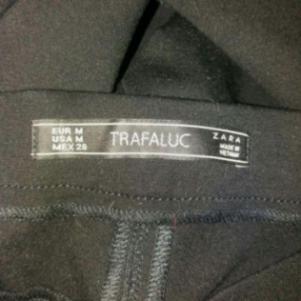 EUR M
USA M
MEX 28
TRAFALUC
ZARA
MADE IN
VIETNAM